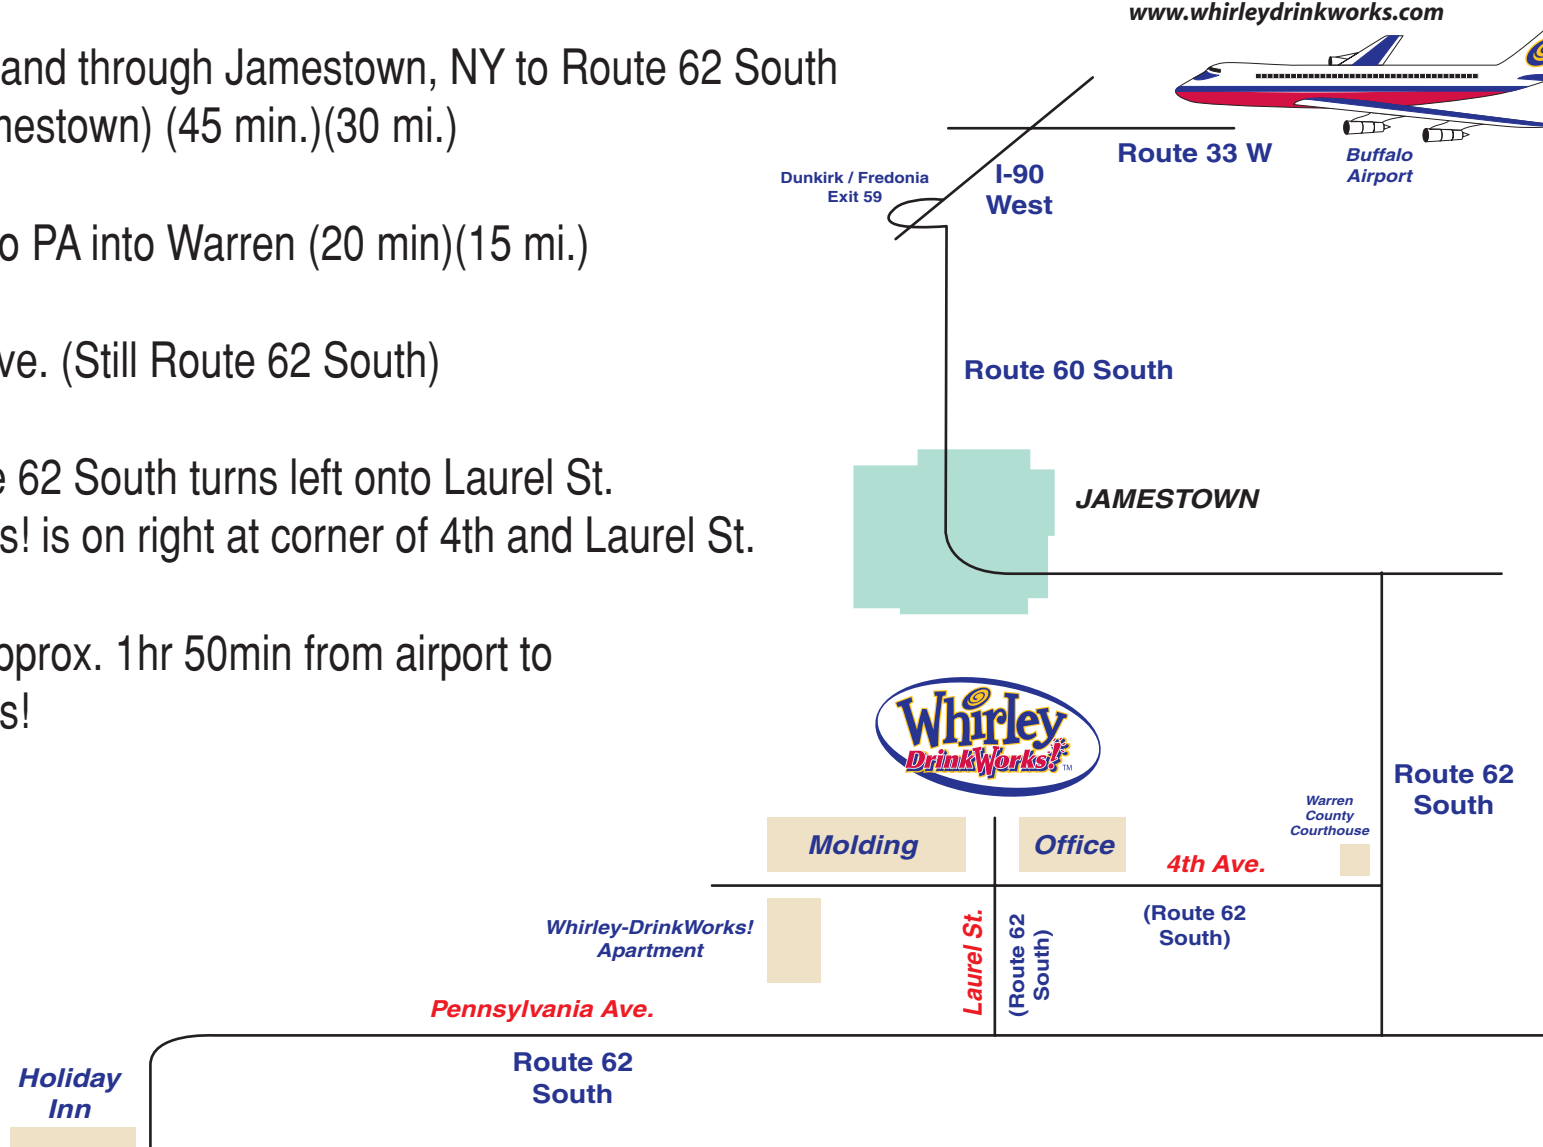 www.whirleydrinkworks.com
and through Jamestown, NY to Route 62 South
nestown) (45 min.)(30 mi.)
o PA into Warren (20 min)(15 mi.)
ve. (Still Route 62 South)
e 62 South turns left onto Laurel St.
s! is on right at corner of 4th and Laurel St.
pprox. 1hr 50min from airport to
s!
Route 33 W
Buffalo
Airport
I-90
West
Dunkirk / Fredonia
Exit 59
Route 60 South
JAMESTOWN
Whirley
DrinkWorks!
TM
Route 62
South
Warren
County
Courthouse
Molding
Office
4th Ave.
(Route 62
South)
Whirley-DrinkWorks!
Apartment
Laurel St.
(Route 62
South)
Pennsylvania Ave.
Route 62
South
Holiday
Inn